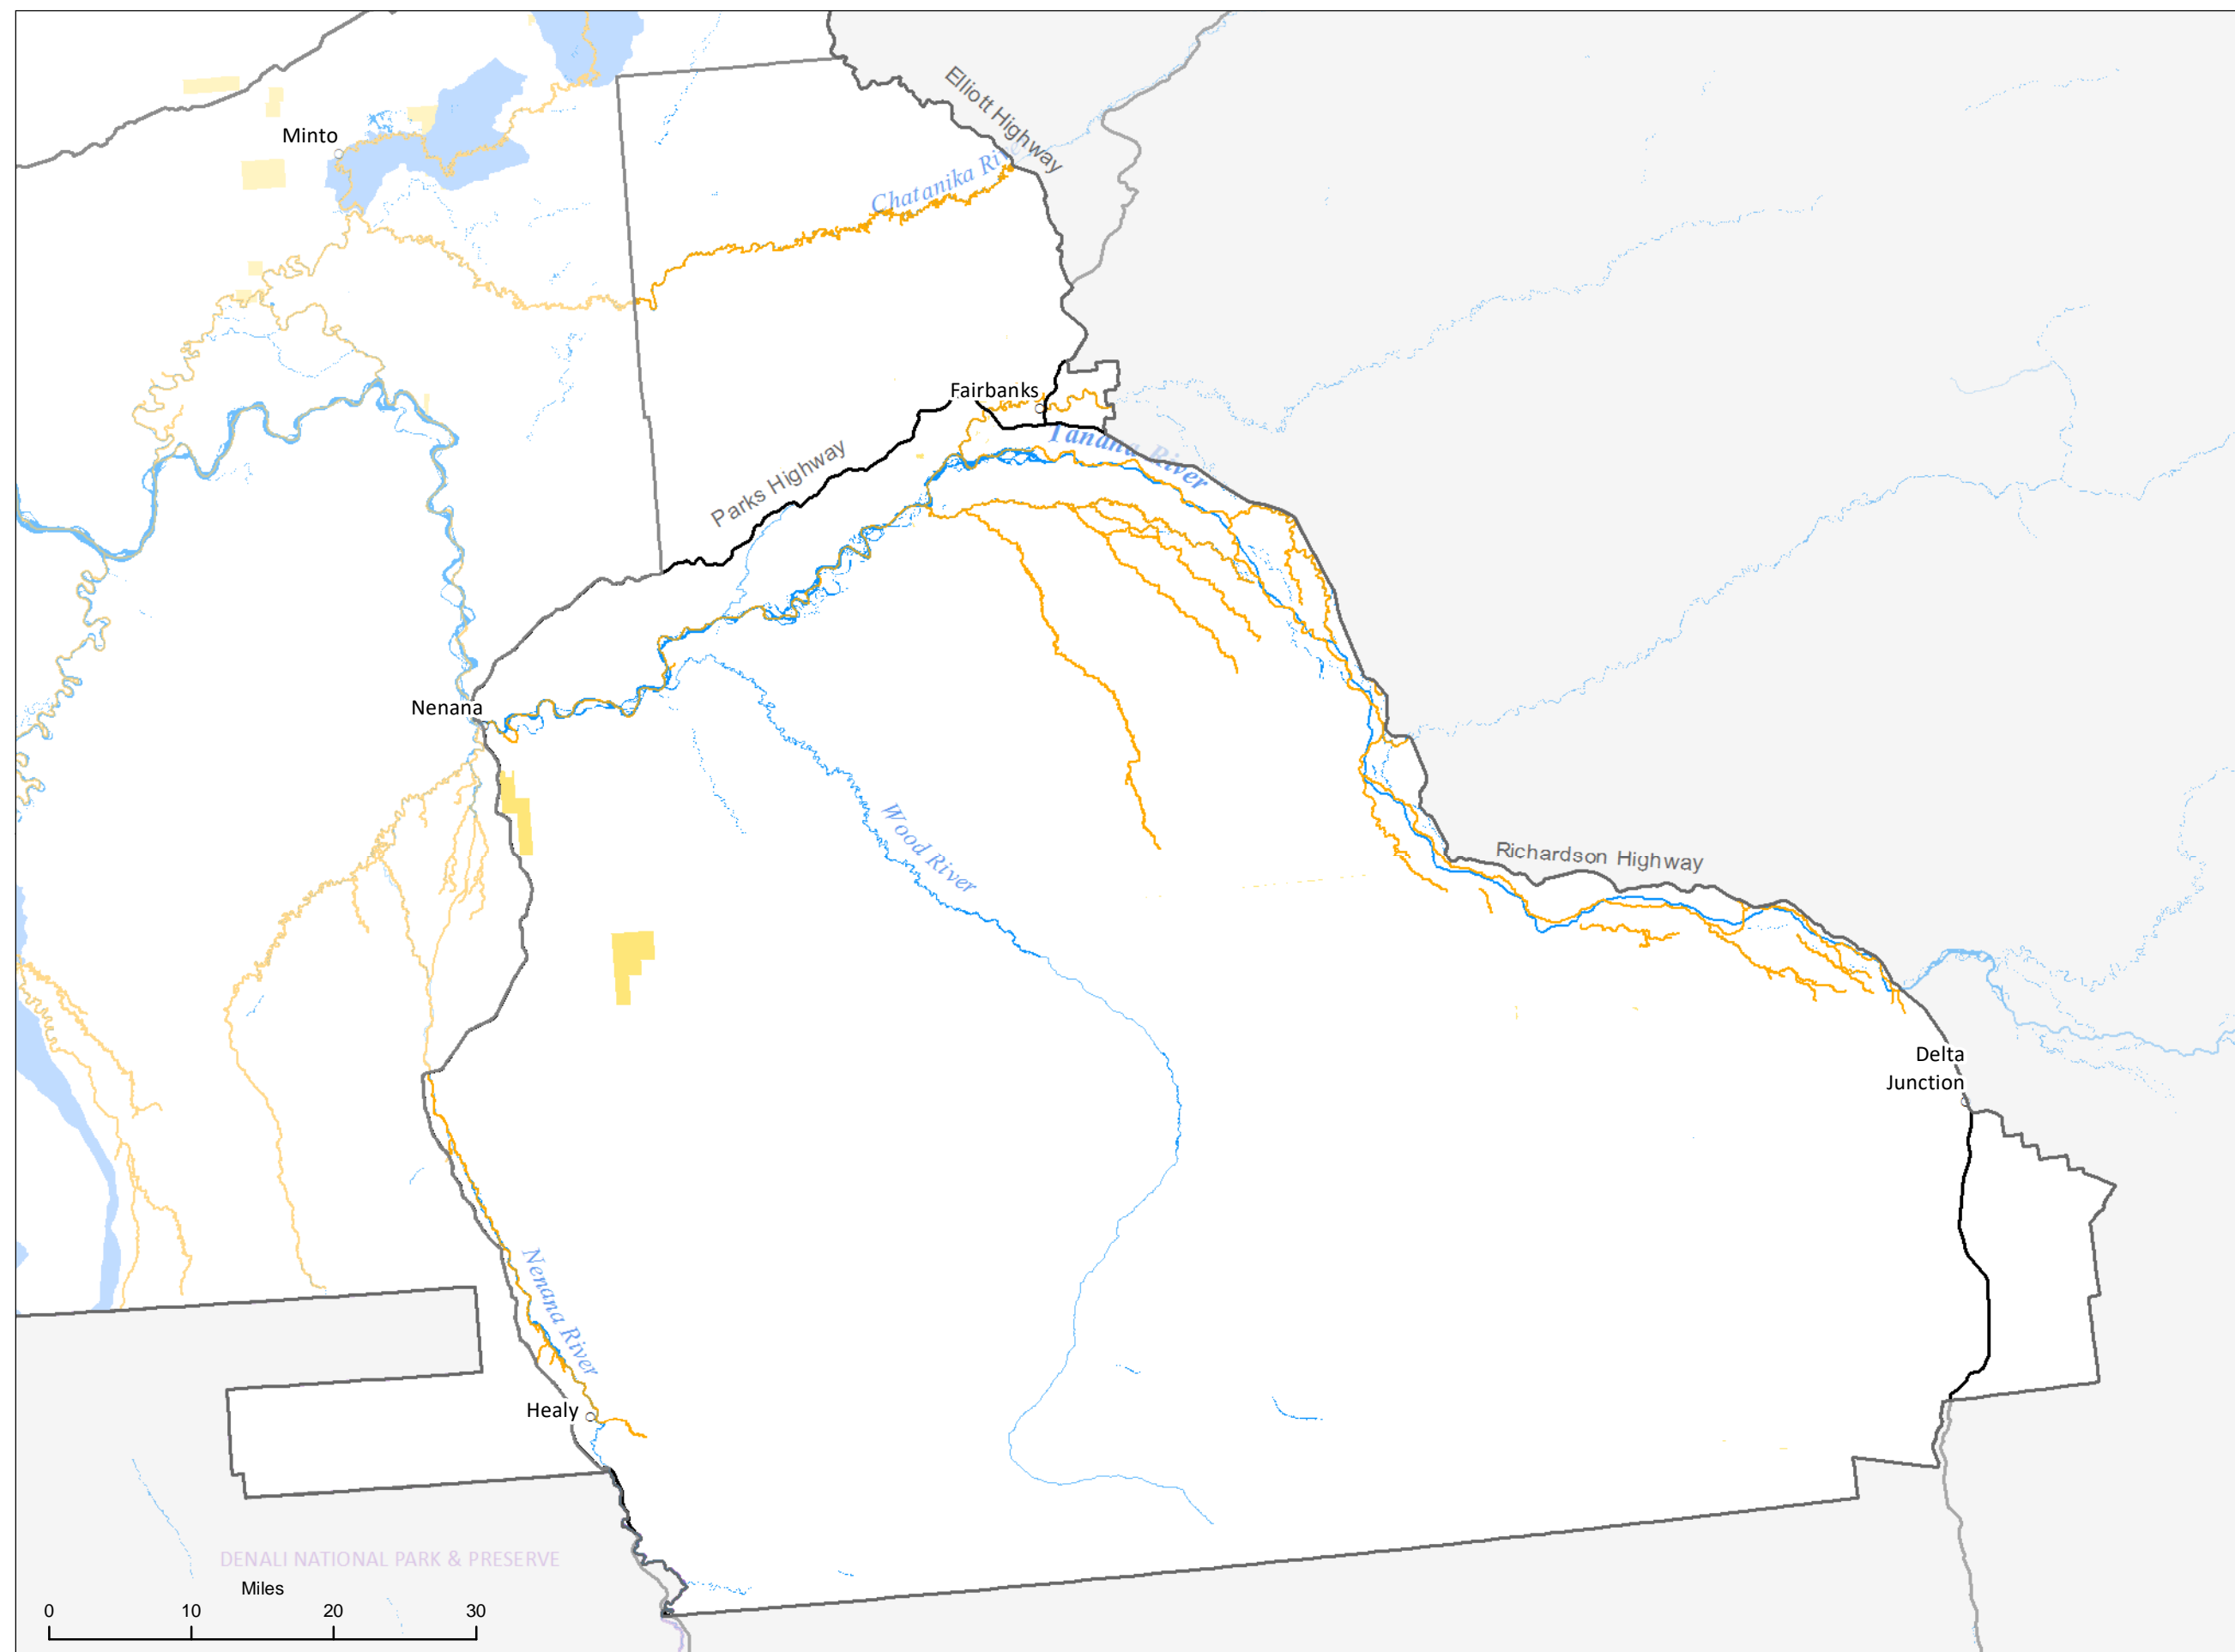 Elliott Highway
Minto
Chatanika Riv
Fairbanks
Tanana River
Parks Highway
Nenana
Wood River
Richardson Highway
Delta
Junction
Nenana River
Healy
DENALI NATIONAL PARK & PRESERVE
Miles
0 10 20 30